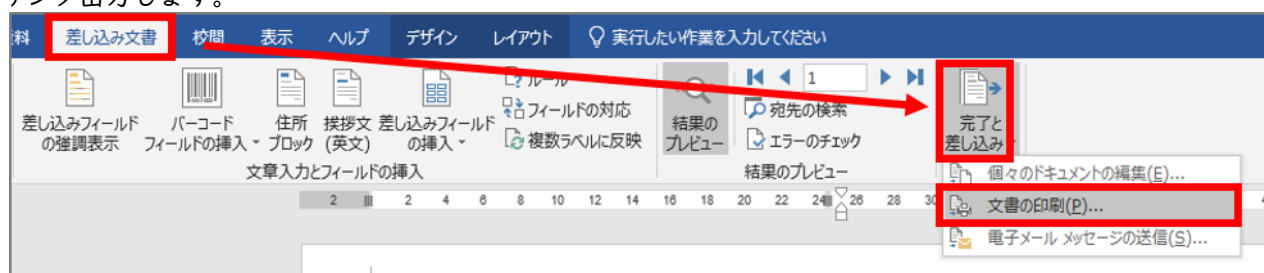 ノン出力します。
料 差し込み文書 校閲 表示 ヘルプ デザイン レイアウト 実行したい作業を入力してください
差し込みフィールドの強調表示
バーコード フィールドの挿入
住所ブロック
挨拶文(英文)
差し込みフィールドの挿入
ルール
フィールドの対応
複数ラベルに反映
結果のプレビュー
1
宛先の検索
エラーのチェック
完了と差し込み
文章入力とフィールドの挿入 結果のプレビュー
個々のドキュメントの編集(E)...
文書の印刷(P)...
電子メール メッセージの送信(S)...
2 2 4 6 8 10 12 14 16 18 20 22 24 26 28 30